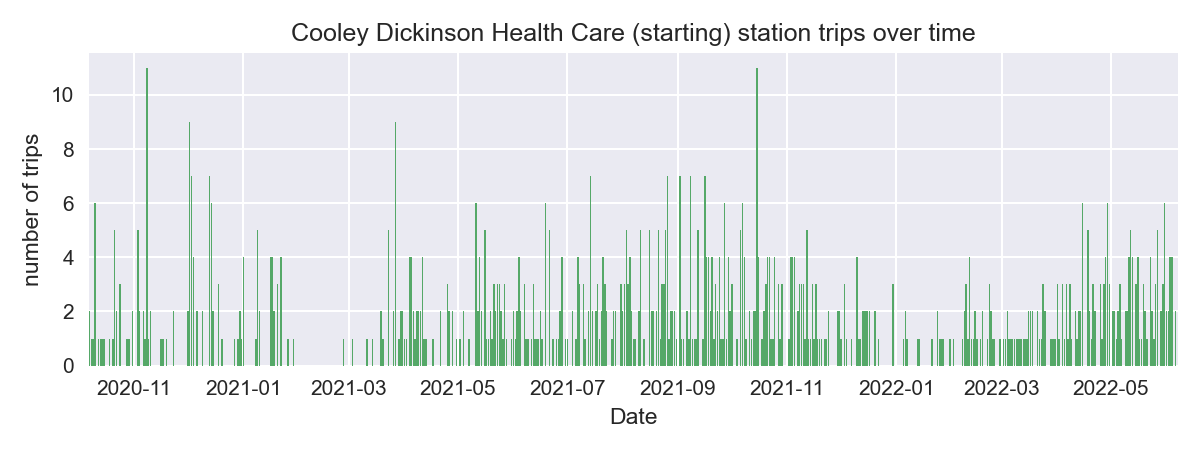 Cooley Dickinson Health Care (starting) station trips over time
number of trips
10
8
6
4
2
0
2020-11 2021-01 2021-03 2021-05 2021-07 2021-09 2021-11 2022-01 2022-03 2022-05
Date